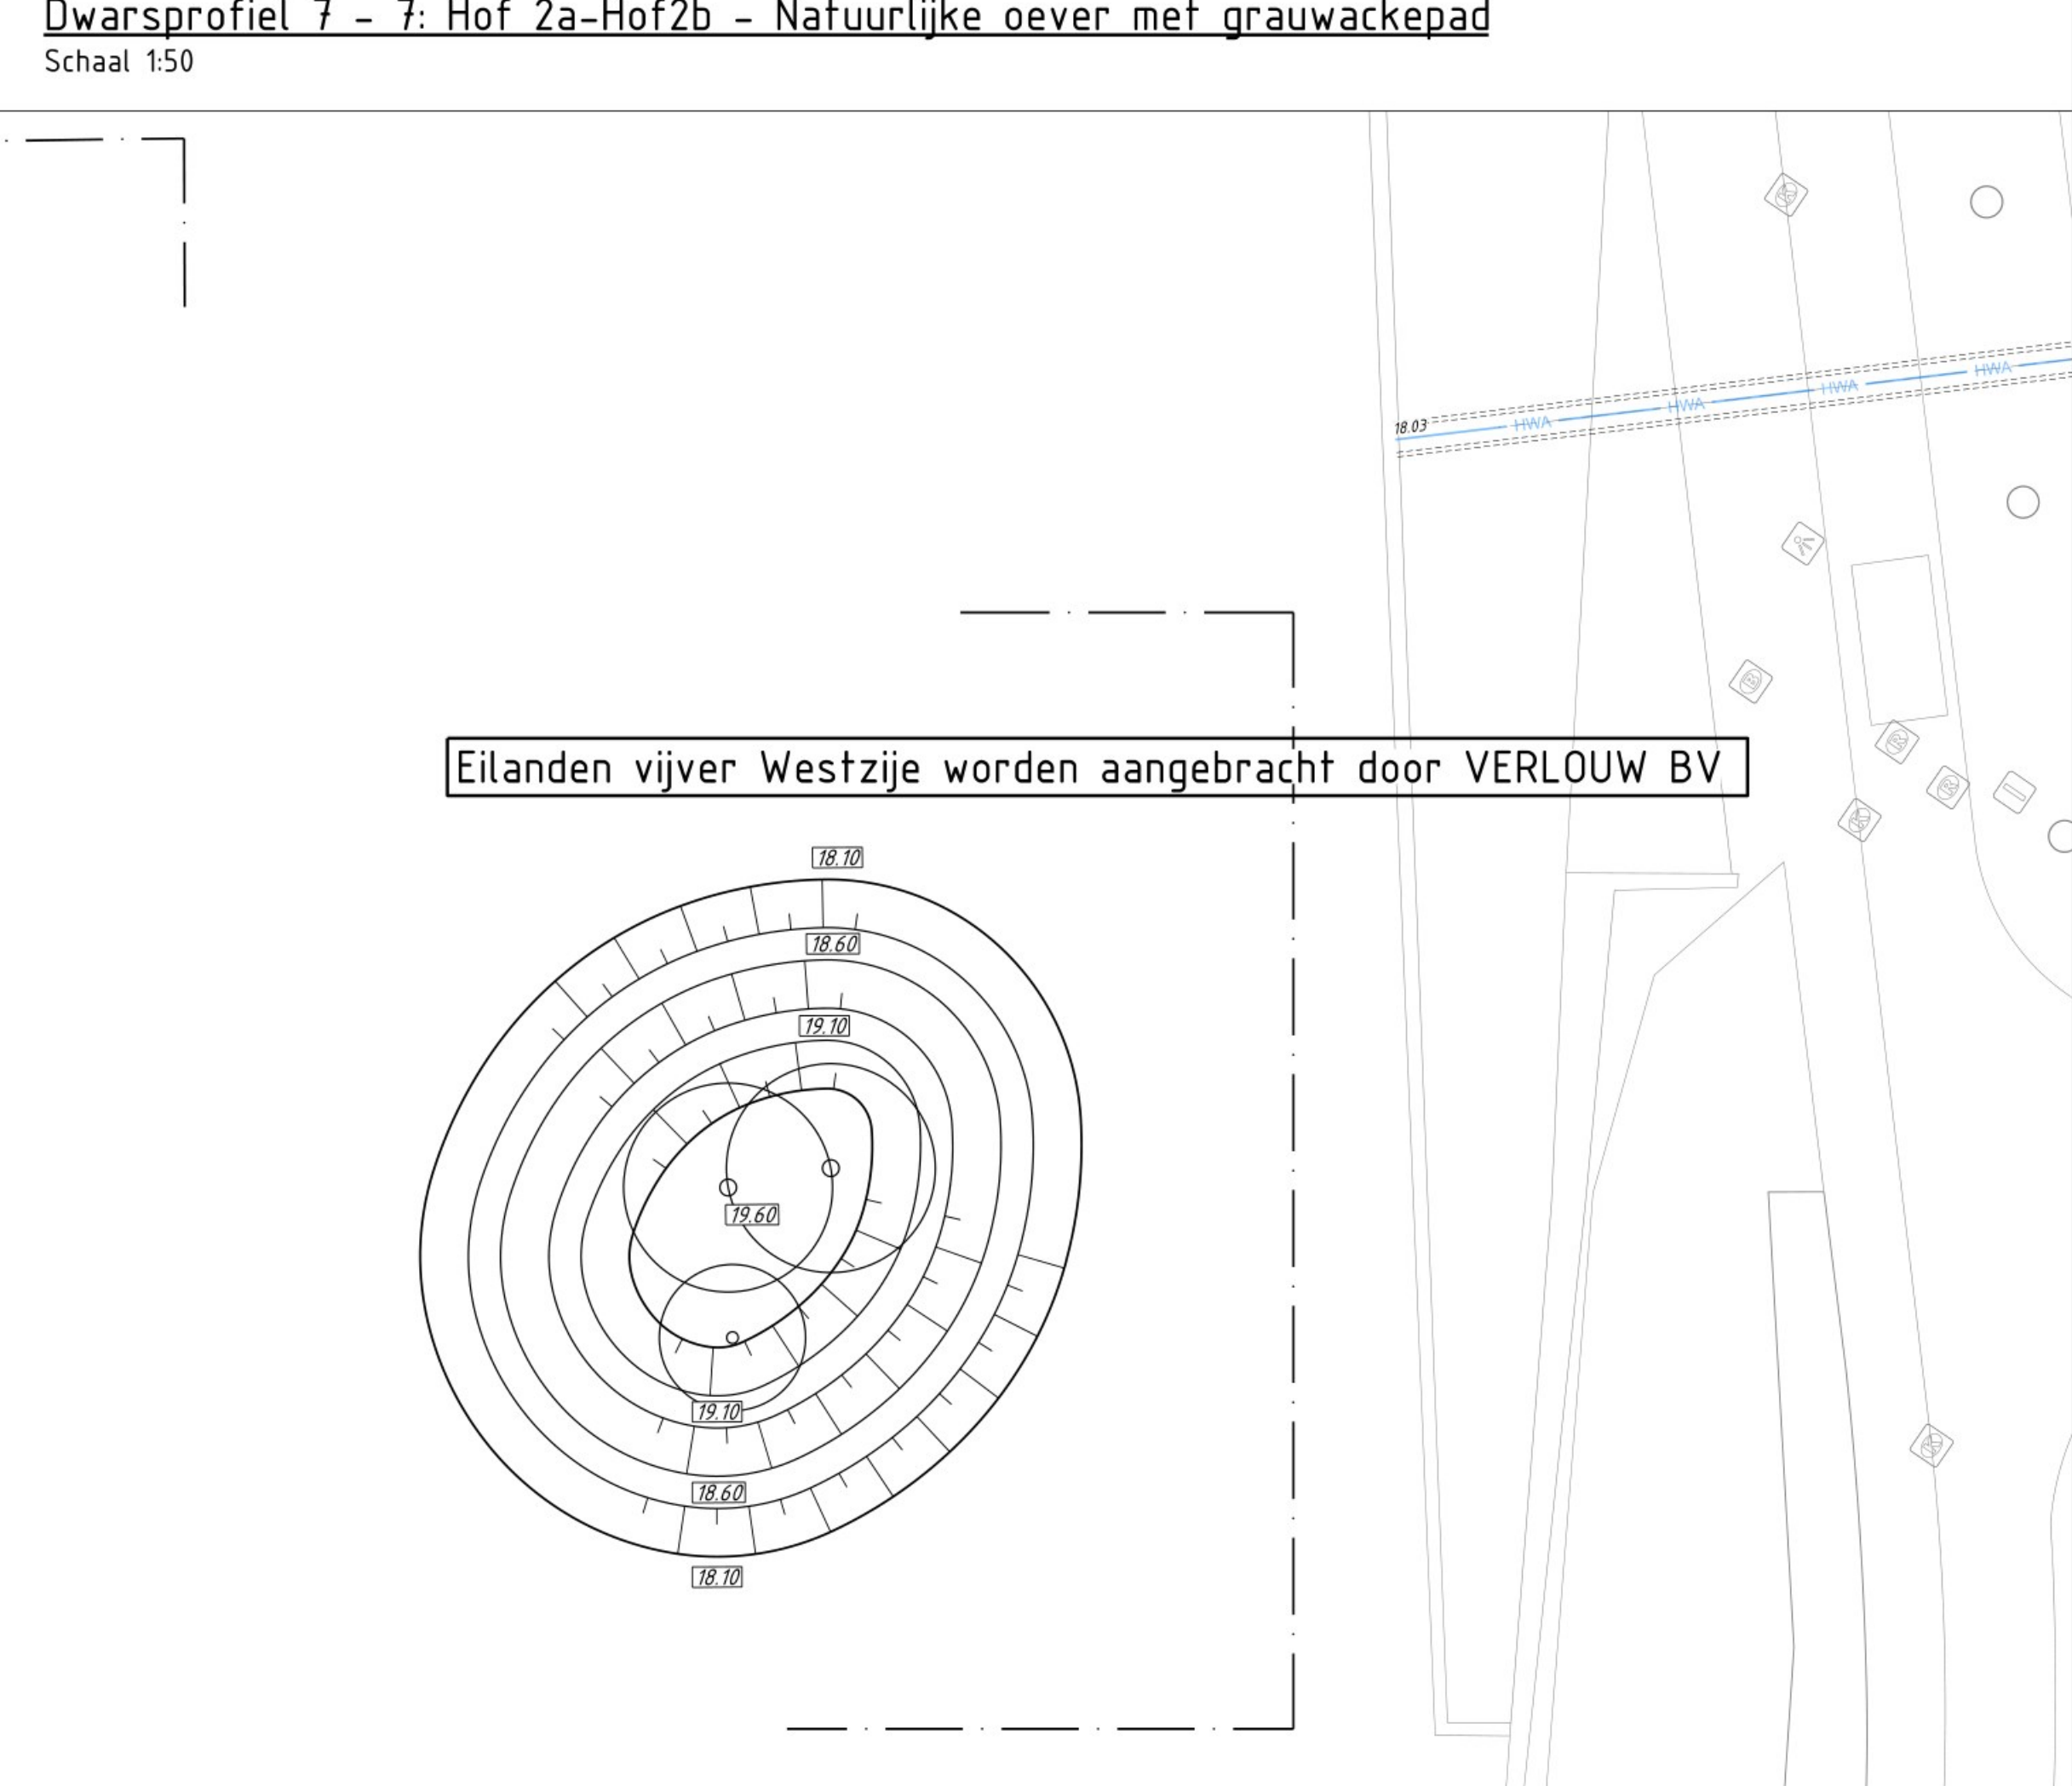 Dwarsprofiel 7 - 7: Hof 2a-Hof2b - Natuurlijke oever met grauwackepad
Schaal 1:50
HWA
HWA
HWA
HWA
18.03
K
B
R
R
K
Eilanden vijver Westzije worden aangebracht door VERLOUW BV
18.10
18.60
19.10
19.60
19.10
K
18.60
18.10